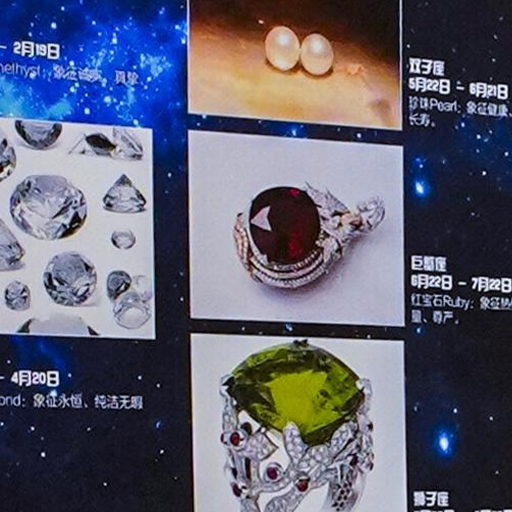 - 2月19日
methyst: 象征诚实、真挚
双子座
5月22日 - 6月21日
珍珠Pearl: 象征健康、
长寿。
巨蟹座
6月22日 - 7月22日
红宝石Ruby: 象征热
量、尊严。
- 4月20日
ond: 象征永恒、纯洁无暇
狮子座